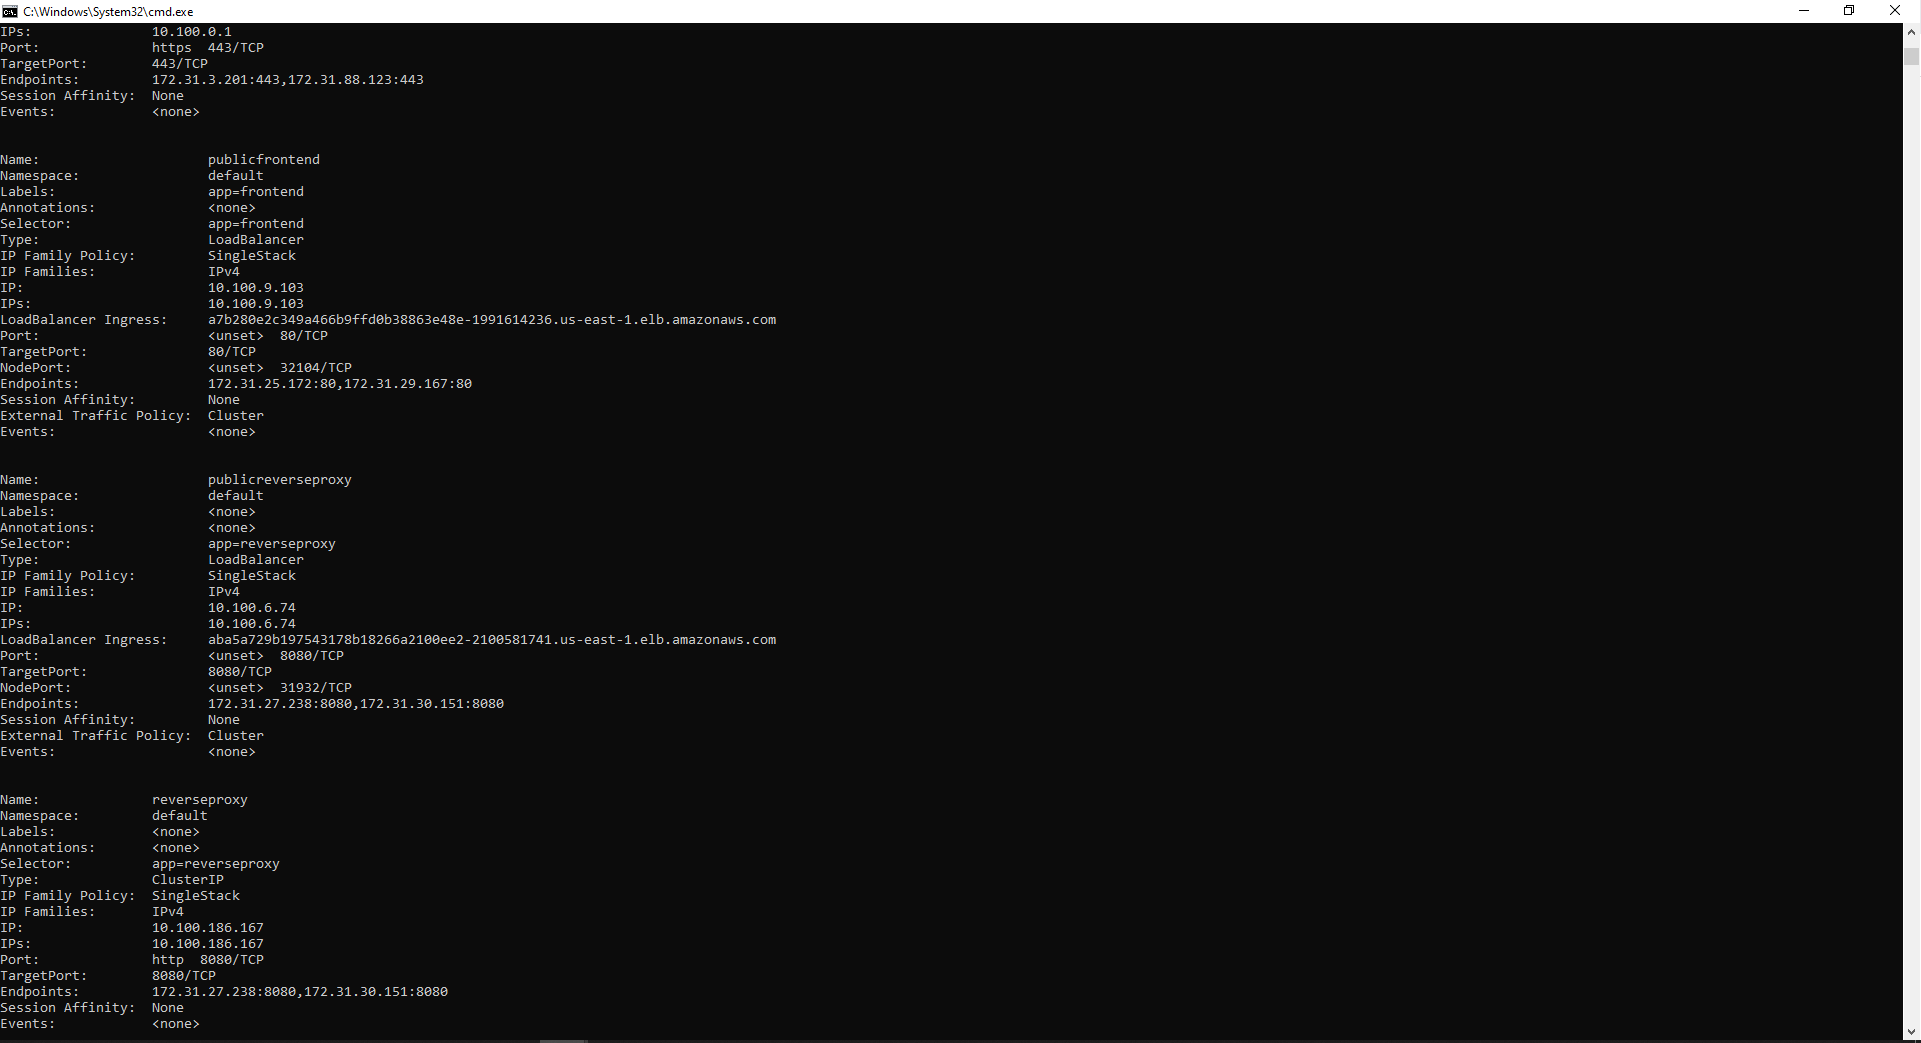 C:\Windows\System32\cmd.exe
IPs:               10.100.0.1
Port:              https  443/TCP
TargetPort:        443/TCP
Endpoints:         172.31.3.201:443,172.31.88.123:443
Session Affinity:  None
Events:            <none>
Name:                     publicfrontend
Namespace:                default
Labels:                   app=frontend
Annotations:              <none>
Selector:                 app=frontend
Type:                     LoadBalancer
IP Family Policy:         SingleStack
IP Families:              IPv4
IP:                       10.100.9.103
IPs:                      10.100.9.103
LoadBalancer Ingress:     a7b280e2c349a466b9ffd0b38863e48e-1991614236.us-east-1.elb.amazonaws.com
Port:                     <unset>  80/TCP
TargetPort:               80/TCP
NodePort:                 <unset>  32104/TCP
Endpoints:                172.31.25.172:80,172.31.29.167:80
Session Affinity:         None
External Traffic Policy:  Cluster
Events:                   <none>
Name:                     publicreverseproxy
Namespace:                default
Labels:                   <none>
Annotations:              <none>
Selector:                 app=reverseproxy
Type:                     LoadBalancer
IP Family Policy:         SingleStack
IP Families:              IPv4
IP:                       10.100.6.74
IPs:                      10.100.6.74
LoadBalancer Ingress:     aba5a729b197543178b18266a2100ee2-2100581741.us-east-1.elb.amazonaws.com
Port:                     <unset>  8080/TCP
TargetPort:               8080/TCP
NodePort:                 <unset>  31932/TCP
Endpoints:                172.31.27.238:8080,172.31.30.151:8080
Session Affinity:         None
External Traffic Policy:  Cluster
Events:                   <none>
Name:              reverseproxy
Namespace:         default
Labels:            <none>
Annotations:       <none>
Selector:          app=reverseproxy
Type:              ClusterIP
IP Family Policy:  SingleStack
IP Families:       IPv4
IP:                10.100.186.167
IPs:               10.100.186.167
Port:              http  8080/TCP
TargetPort:        8080/TCP
Endpoints:         172.31.27.238:8080,172.31.30.151:8080
Session Affinity:  None
Events:            <none>